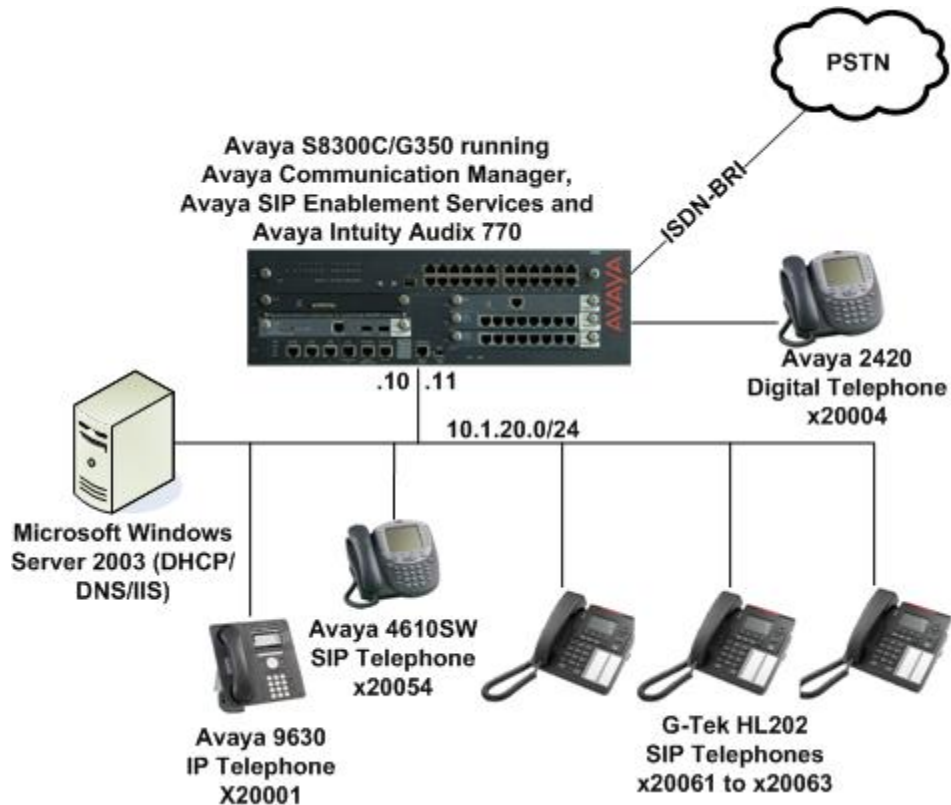 PSTN
Avaya S8300C/G350 running
Avaya Communication Manager,
Avaya SIP Enablement Services and
Avaya Intuity Audix 770
ISDN-BRI
AVAYA
Avaya 2420
Digital Telephone
x20004
.10 .11
10.1.20.0/24
Microsoft Windows
Server 2003 (DHCP/
DNS/IIS)
Avaya 4610SW
SIP Telephone
x20054
Avaya 9630
IP Telephone
X20001
G-Tek HL202
SIP Telephones
x20061 to x20063